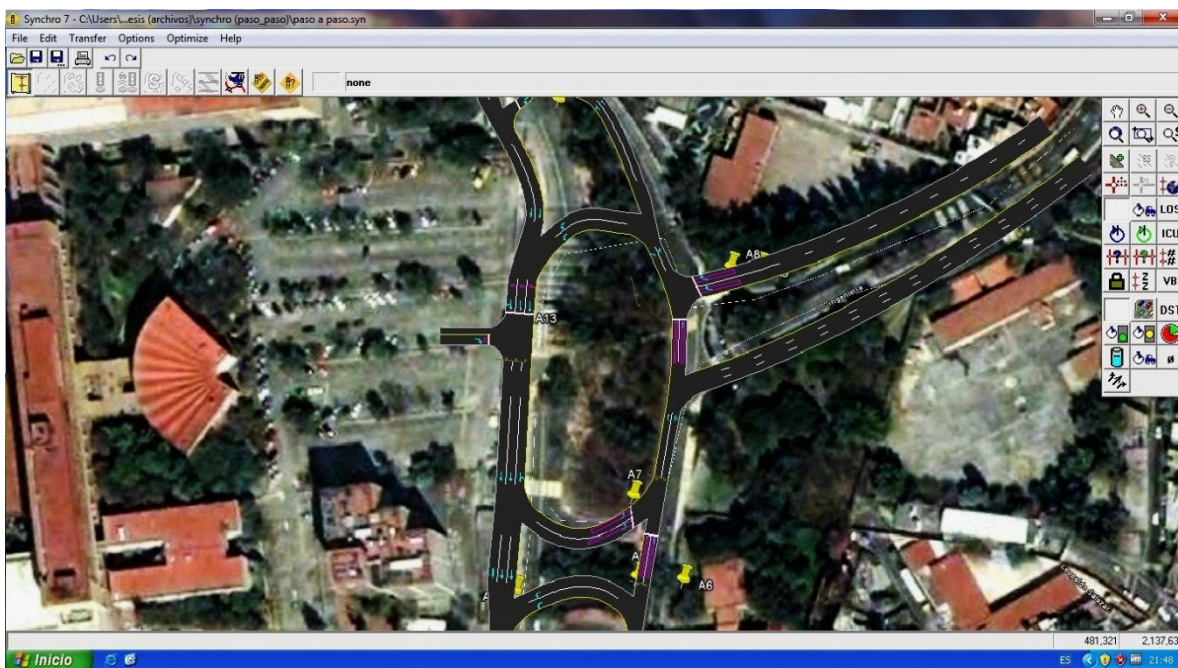 Synchro 7 - C:\Users\...esis (archivos)\synchro (paso_paso)\paso a paso.syn
File Edit Transfer Options Optimize Help
none
LOS
ICU
VB
DST
ø
A8
A13
A7
A6
481,321 2,137,63
Inicio
ES 21:48